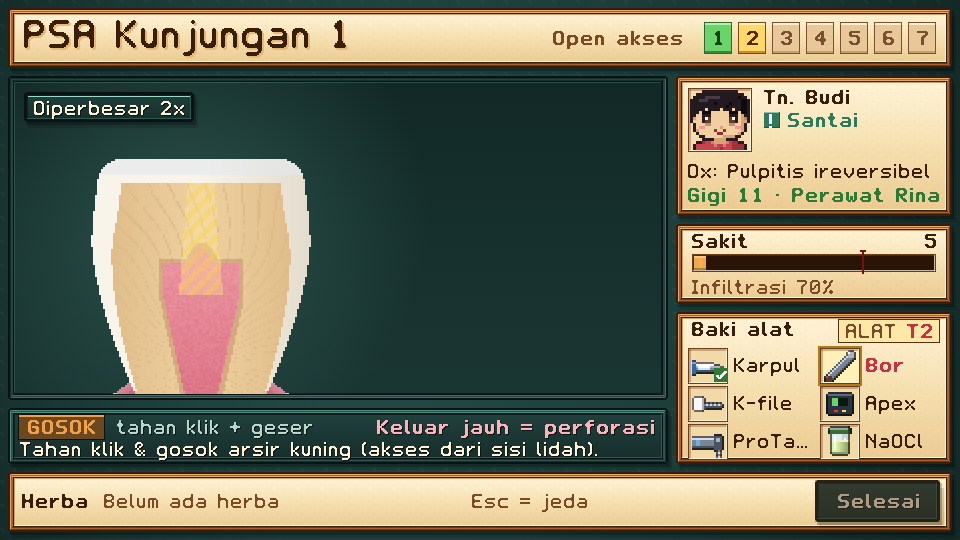 PSA Kunjungan 1
Open akses 1 2 3 4 5 6 7
Diperbesar 2x
Tn. Budi
Santai
Dx: Pulpitis ireversibel
Gigi 11 · Perawat Rina
Sakit 5
Infiltrasi 70%
Baki alat ALAT T2
Karpul Bor
K-file Apex
ProTa... NaOCl
GOSOK tahan klik + geser Keluar jauh = perforasi
Tahan klik & gosok arsir kuning (akses dari sisi lidah).
Herba Belum ada herba Esc = jeda Selesai